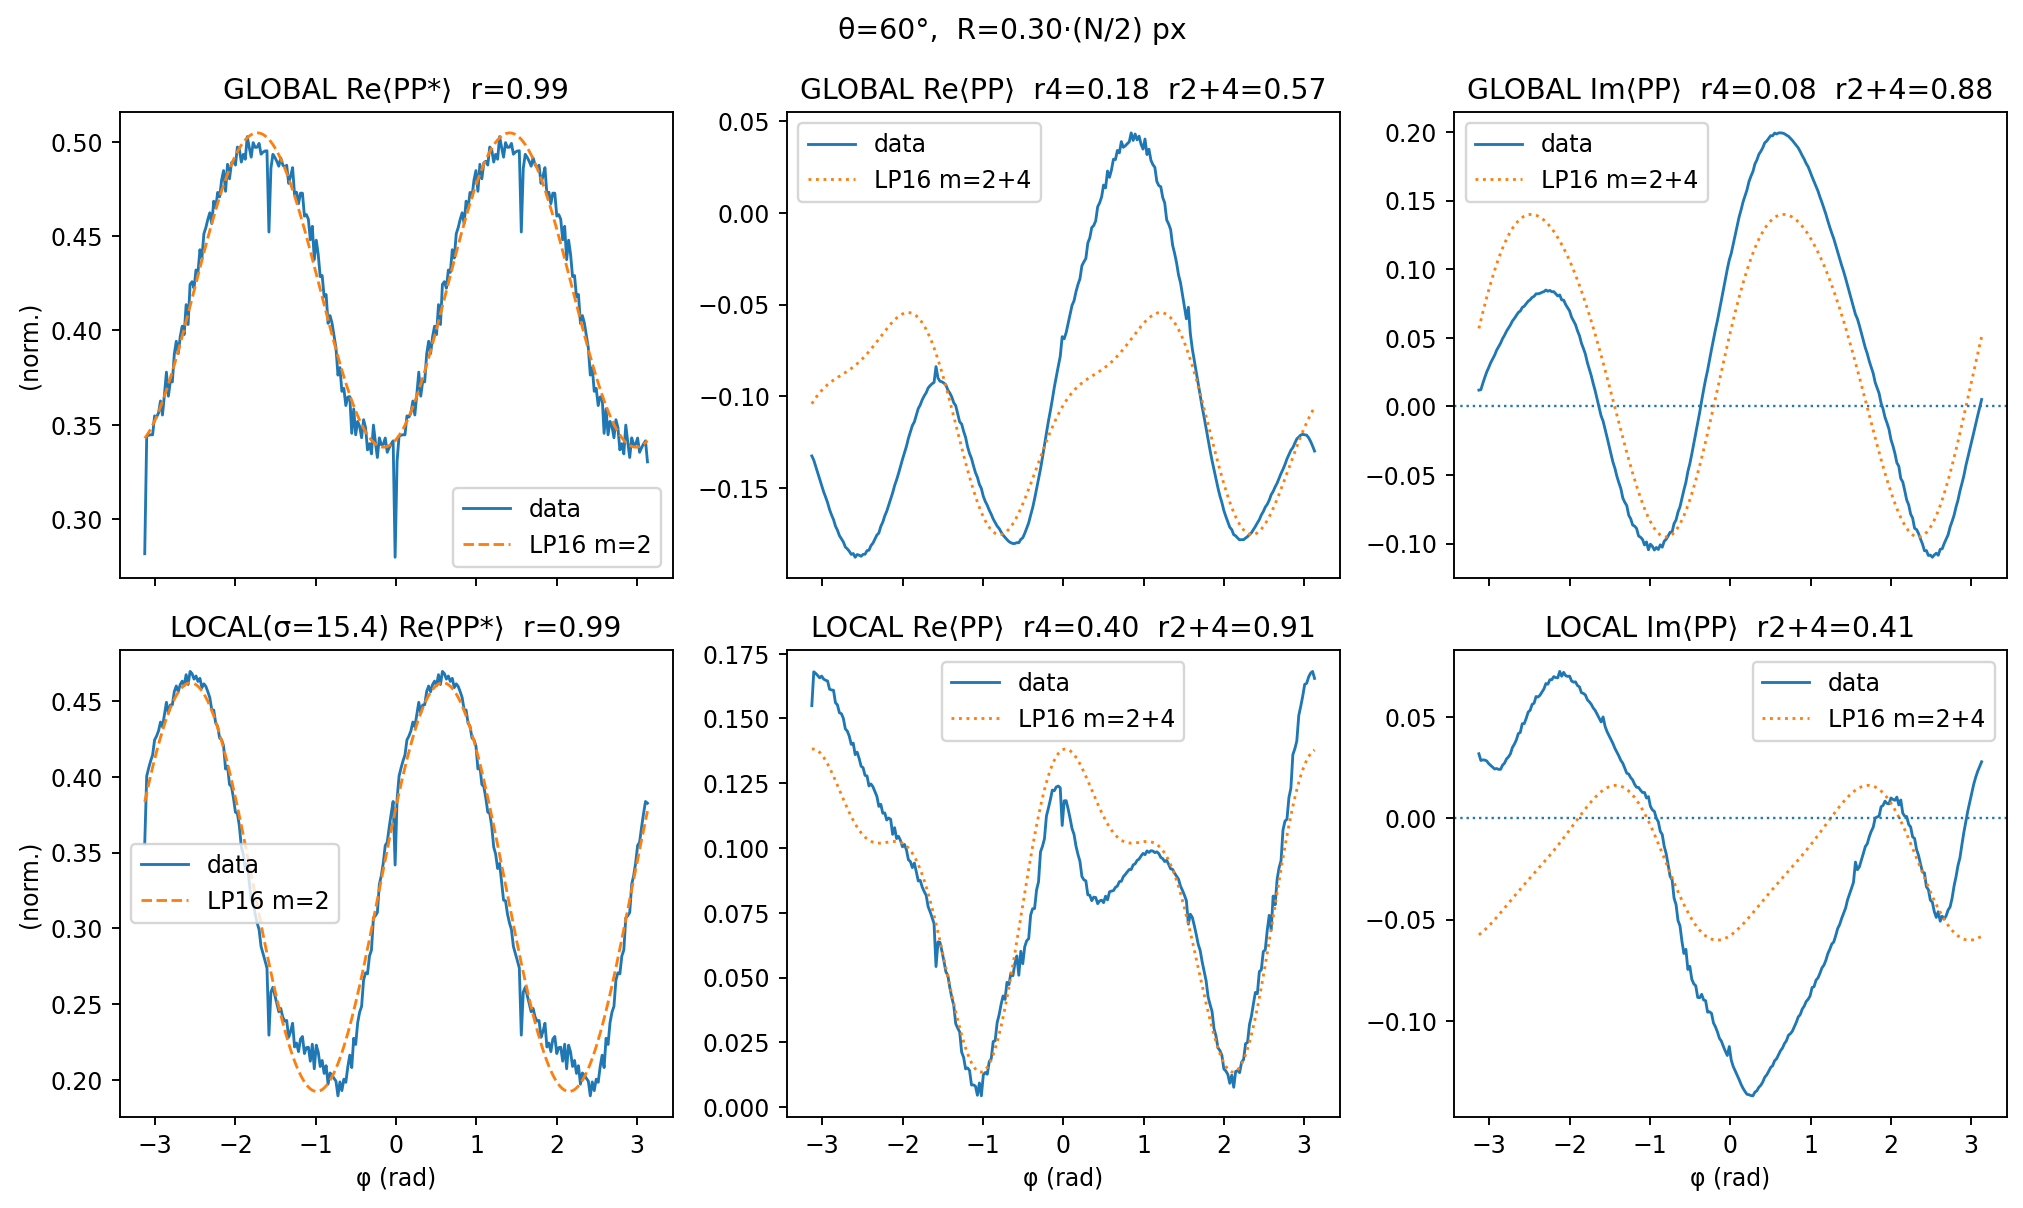 θ=60°,  R=0.30·(N/2) px
GLOBAL Re⟨PP*⟩  r=0.99
0.50
0.45
0.40
0.35
0.30
(norm.)
data
LP16 m=2
GLOBAL Re⟨PP⟩  r4=0.18  r2+4=0.57
0.05
0.00
−0.05
−0.10
−0.15
data
LP16 m=2+4
GLOBAL Im⟨PP⟩  r4=0.08  r2+4=0.88
0.20
0.15
0.10
0.05
0.00
−0.05
−0.10
data
LP16 m=2+4
LOCAL(σ=15.4) Re⟨PP*⟩  r=0.99
0.45
0.40
0.35
0.30
0.25
0.20
(norm.)
data
LP16 m=2
−3 −2 −1 0 1 2 3
φ (rad)
LOCAL Re⟨PP⟩  r4=0.40  r2+4=0.91
0.175
0.150
0.125
0.100
0.075
0.050
0.025
0.000
data
LP16 m=2+4
−3 −2 −1 0 1 2 3
φ (rad)
LOCAL Im⟨PP⟩  r2+4=0.41
0.05
0.00
−0.05
−0.10
data
LP16 m=2+4
−3 −2 −1 0 1 2 3
φ (rad)